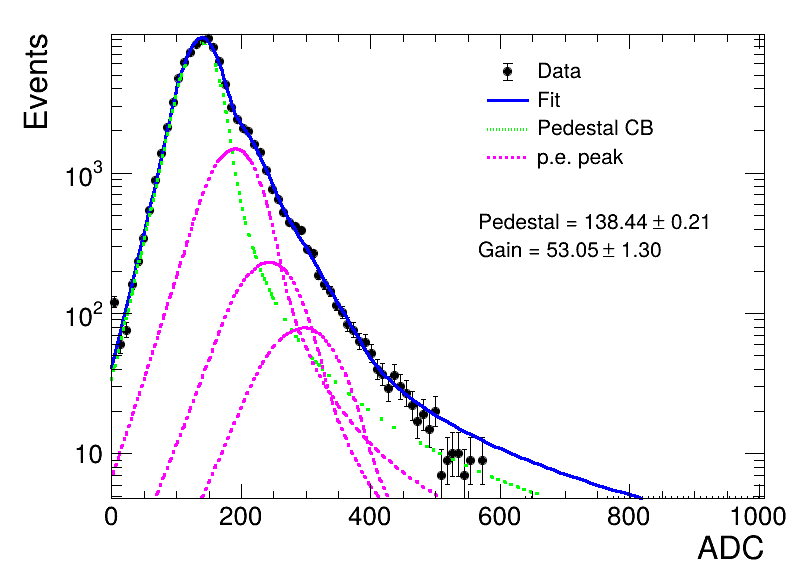 Events
Data
Fit
Pedestal CB
p.e. peak
10³
Pedestal = 138.44 ± 0.21
Gain = 53.05 ± 1.30
10²
10
0 200 400 600 800 1000
ADC